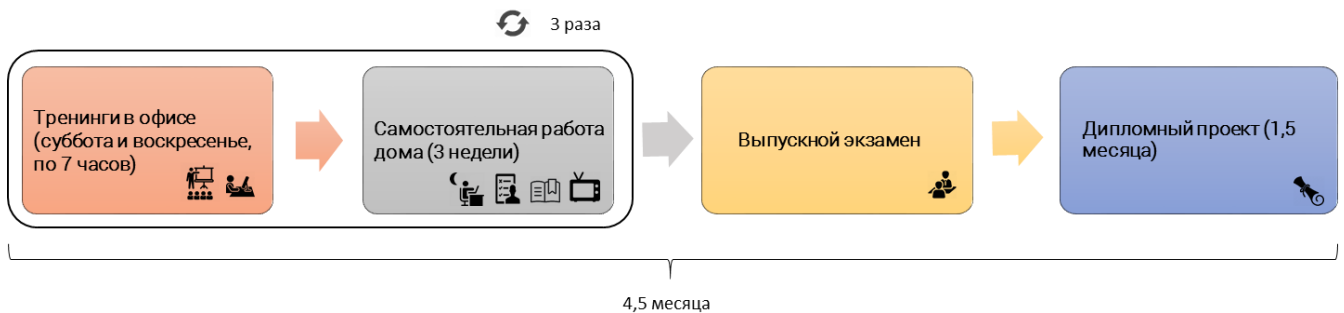 3 раза
Тренинги в офисе
(суббота и воскресенье,
по 7 часов)
Самостоятельная работа
дома (3 недели)
Выпускной экзамен
Дипломный проект (1,5
месяца)
4,5 месяца